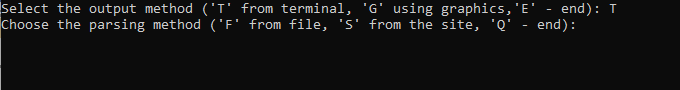 Select the output method ('T' from terminal, 'G' using graphics,'E' - end): T
Choose the parsing method ('F' from file, 'S' from the site, 'Q' - end):